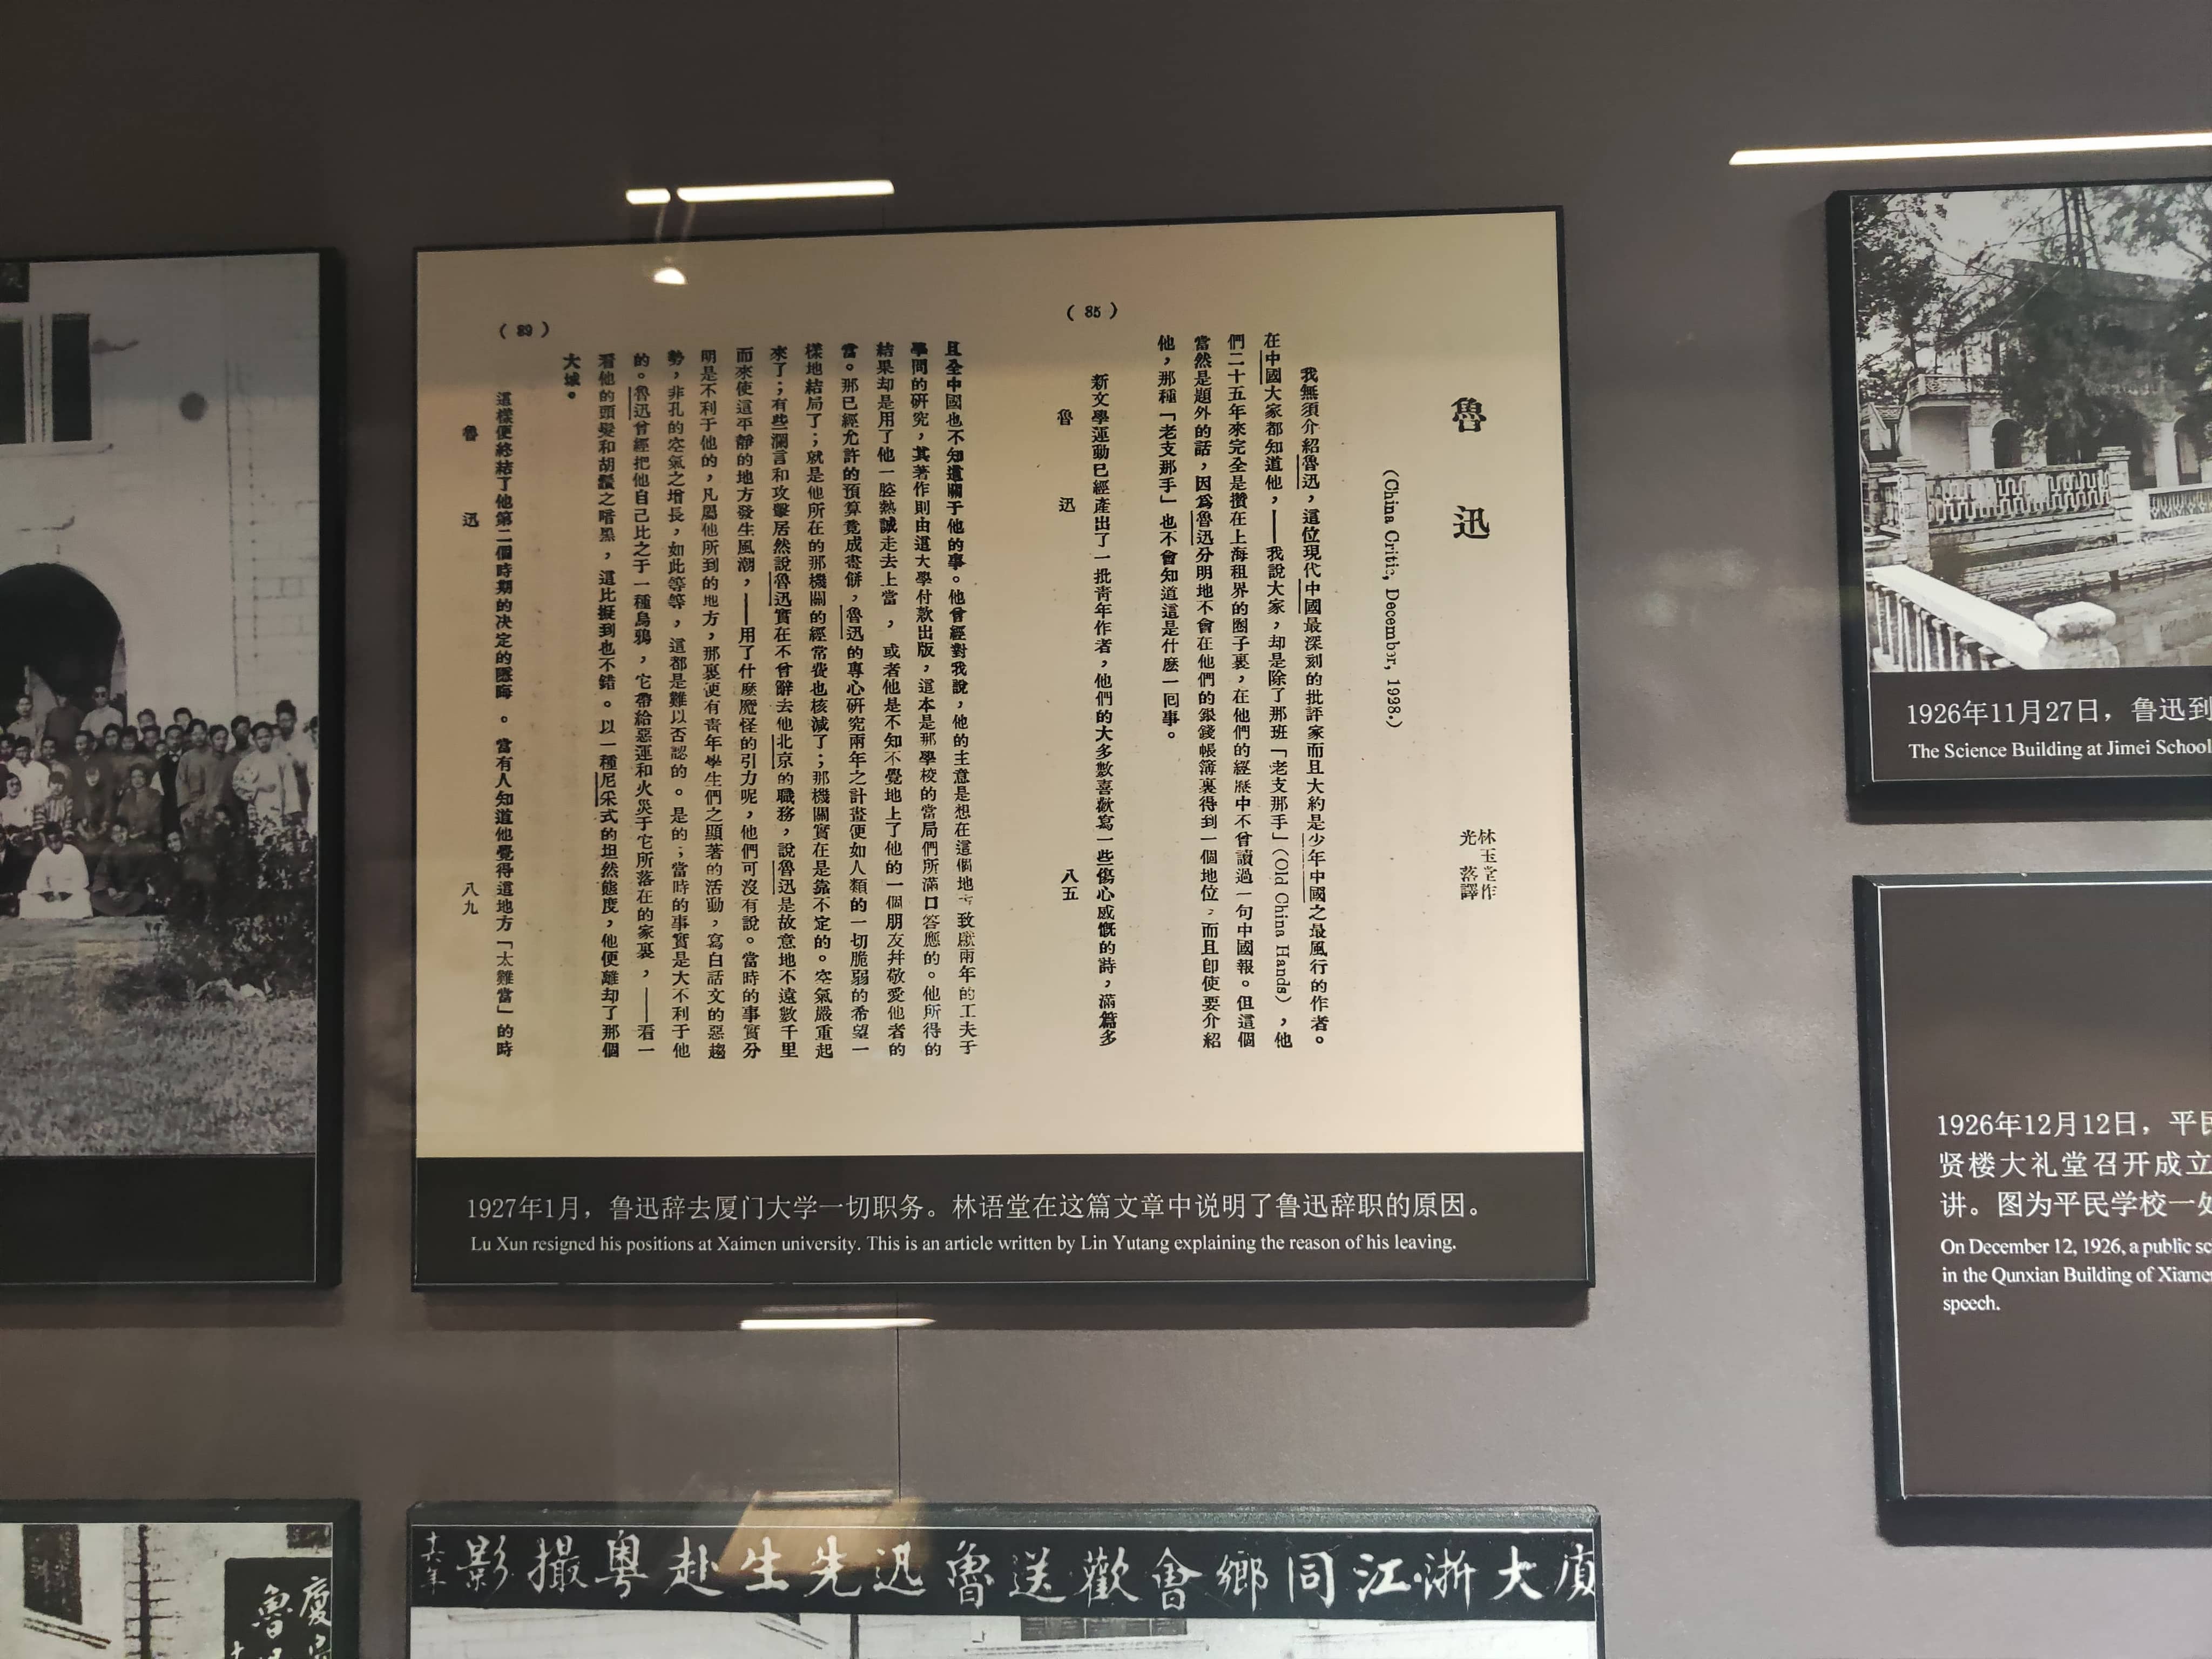 魯迅
林玉堂作
光落譯
(China Critic, December, 1928.)
我無須介紹魯迅，這位現代中國最深刻的批評家而且大約是少年中國之最風行的作者。
在中國大家都知道他，——我說大家，却是除了那班「老支那手」(Old China Hands)，他
們二十五年來完全是攢在上海租界的圈子裏，在他們的經歷中不曾讀過一句中國報。但這個
當然是題外的話，因爲魯迅分明地不會在他們的銀錢帳簿裏得到一個地位，而且卽使要介紹
他，那種「老支那手」也不會知道這是什麽一囘事。
新文學運動已經產出了一批靑年作者，他們的大多數喜歡寫一些傷心感慨的詩，滿篇多
魯迅
八五
(85)
且全中國也不知道關于他的事。他曾經對我說，他的主意是想在這個地方致歷兩年的工夫于
學問的硏究，其著作則由這大學付款出版，這本是那學校的當局們所滿口答應的。他所得的
結果却是用了他一腔熱誠走去上當，或者他是不知不覺地上了他的一個朋友幷敬愛他者的
當。那已經允許的預算竟成畫餠，魯迅的專心硏究兩年之計畫便如人類的一切脆弱的希望一
樣地結局了；就是他所在的那機關的經常費也核減了；那機關實在是靠不定的。空氣嚴重起
來了；有些瀾言和攻擊居然說魯迅實在不曾辭去他北京的職務，說魯迅是故意地不遠數千里
而來使這平靜的地方發生風潮，——用了什麽魔怪的引力呢，他們可沒有說。當時的事實分
明是不利于他的，凡屬他所到的地方，那裏便有靑年學生們之顯著的活動，寫白話文的惡趨
勢，非孔的空氣之增長，如此等等，這都是難以否認的。是的；當時的事實是大不利于他
的。魯迅曾經把他自己比之于一種烏鴉，它帶給惡運和火災于它所落在的家裏，——看一
看他的頭髮和胡鬚之暗黑，這比擬到也不錯。以一種尼采式的坦然態度，他便離却了那個
大城。
這樣便終結了他第二個時期的决定的隱晦。當有人知道他覺得這地方「太難當」的時
魯迅
八九
(89)
1927年1月，鲁迅辞去厦门大学一切职务。林语堂在这篇文章中说明了鲁迅辞职的原因。
Lu Xun resigned his positions at Xaimen university. This is an article written by Lin Yutang explaining the reason of his leaving.
1926年11月27日，鲁迅到
The Science Building at Jimei School
1926年12月12日，平民
贤楼大礼堂召开成立
讲。图为平民学校一处
On December 12, 1926, a public sc
in the Qunxian Building of Xiame
speech.
厦大浙江同鄉會歡送魯迅先生赴粤撮影
廈
魯